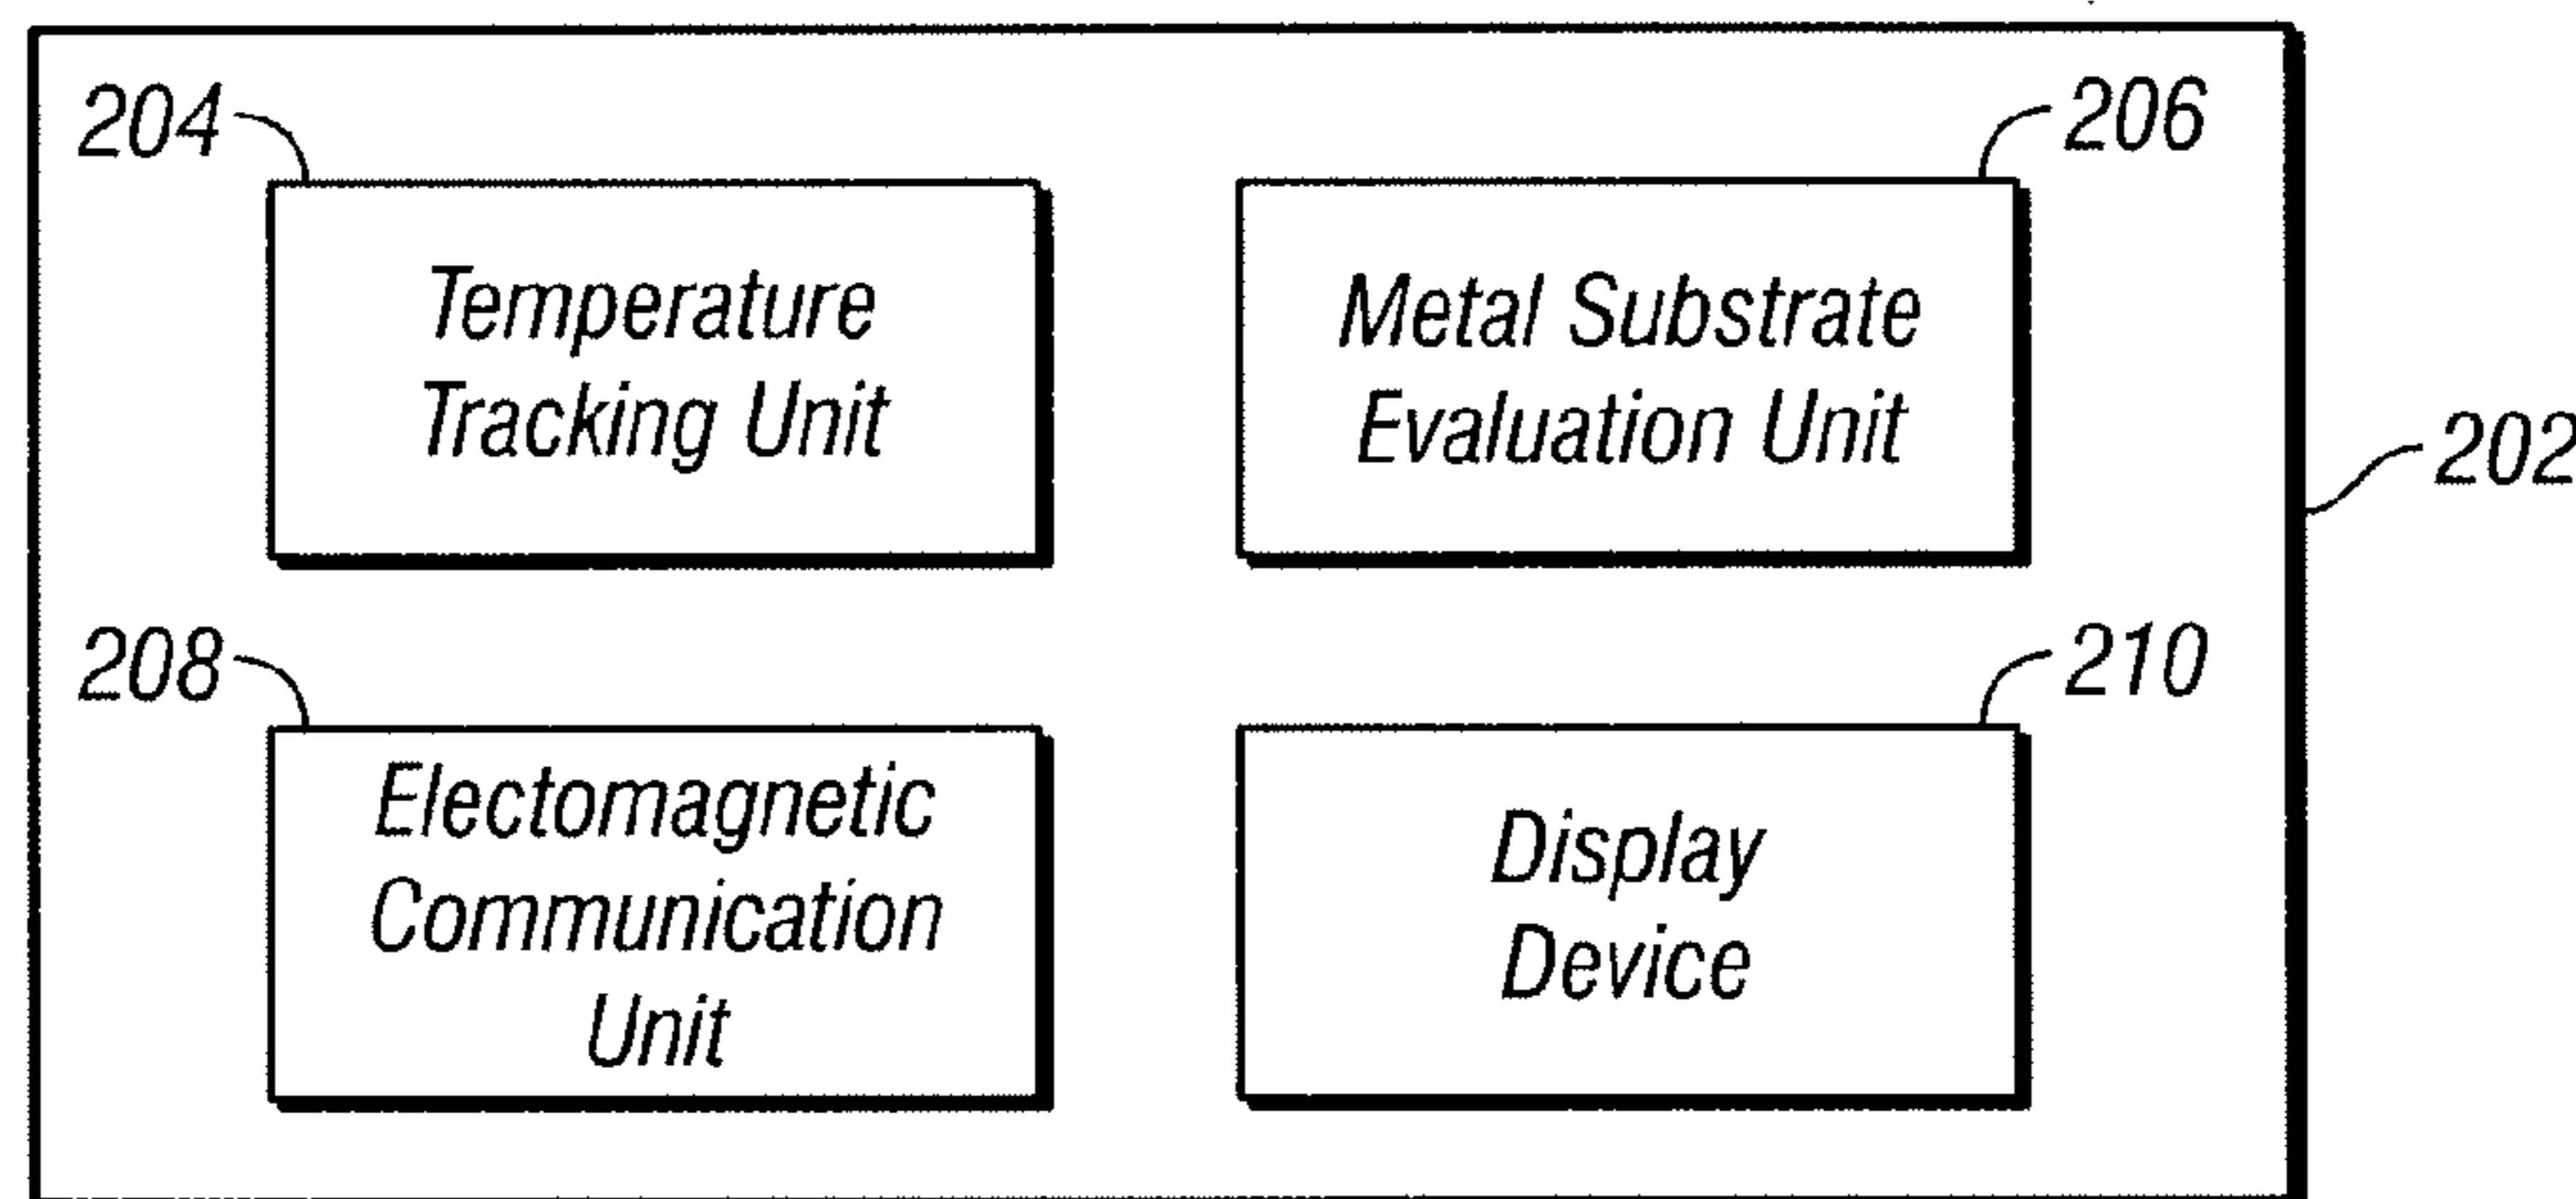 204
206
Temperature
Tracking Unit
Metal Substrate
Evaluation Unit
202
208
210
Electomagnetic
Communication
Unit
Display
Device